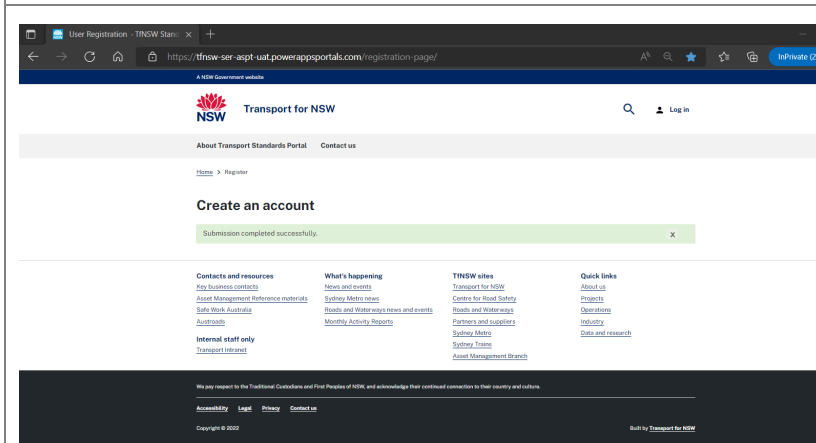 User Registration - TfNSW Stand
https://tfnsw-ser-aspt-uat.powerappsportals.com/registration-page/
InPrivate (2
A NSW Government website
NSW
Transport for NSW
Log in
About Transport Standards Portal Contact us
Home > Register
Create an account
Submission completed successfully.
x
Contacts and resources
Key business contacts
Asset Management Reference materials
Safe Work Australia
Austroads
Internal staff only
Transport Intranet
What's happening
News and events
Sydney Metro news
Roads and Waterways news and events
Monthly Activity Reports
TfNSW sites
Transport for NSW
Centre for Road Safety
Roads and Waterways
Partners and suppliers
Sydney Metro
Sydney Trains
Asset Management Branch
Quick links
About us
Projects
Operations
Industry
Data and research
We pay respect to the Traditional Custodians and First Peoples of NSW, and acknowledge their continued connection to their country and culture.
Accessibility Legal Privacy Contact us
Copyright © 2022
Built by Transport for NSW